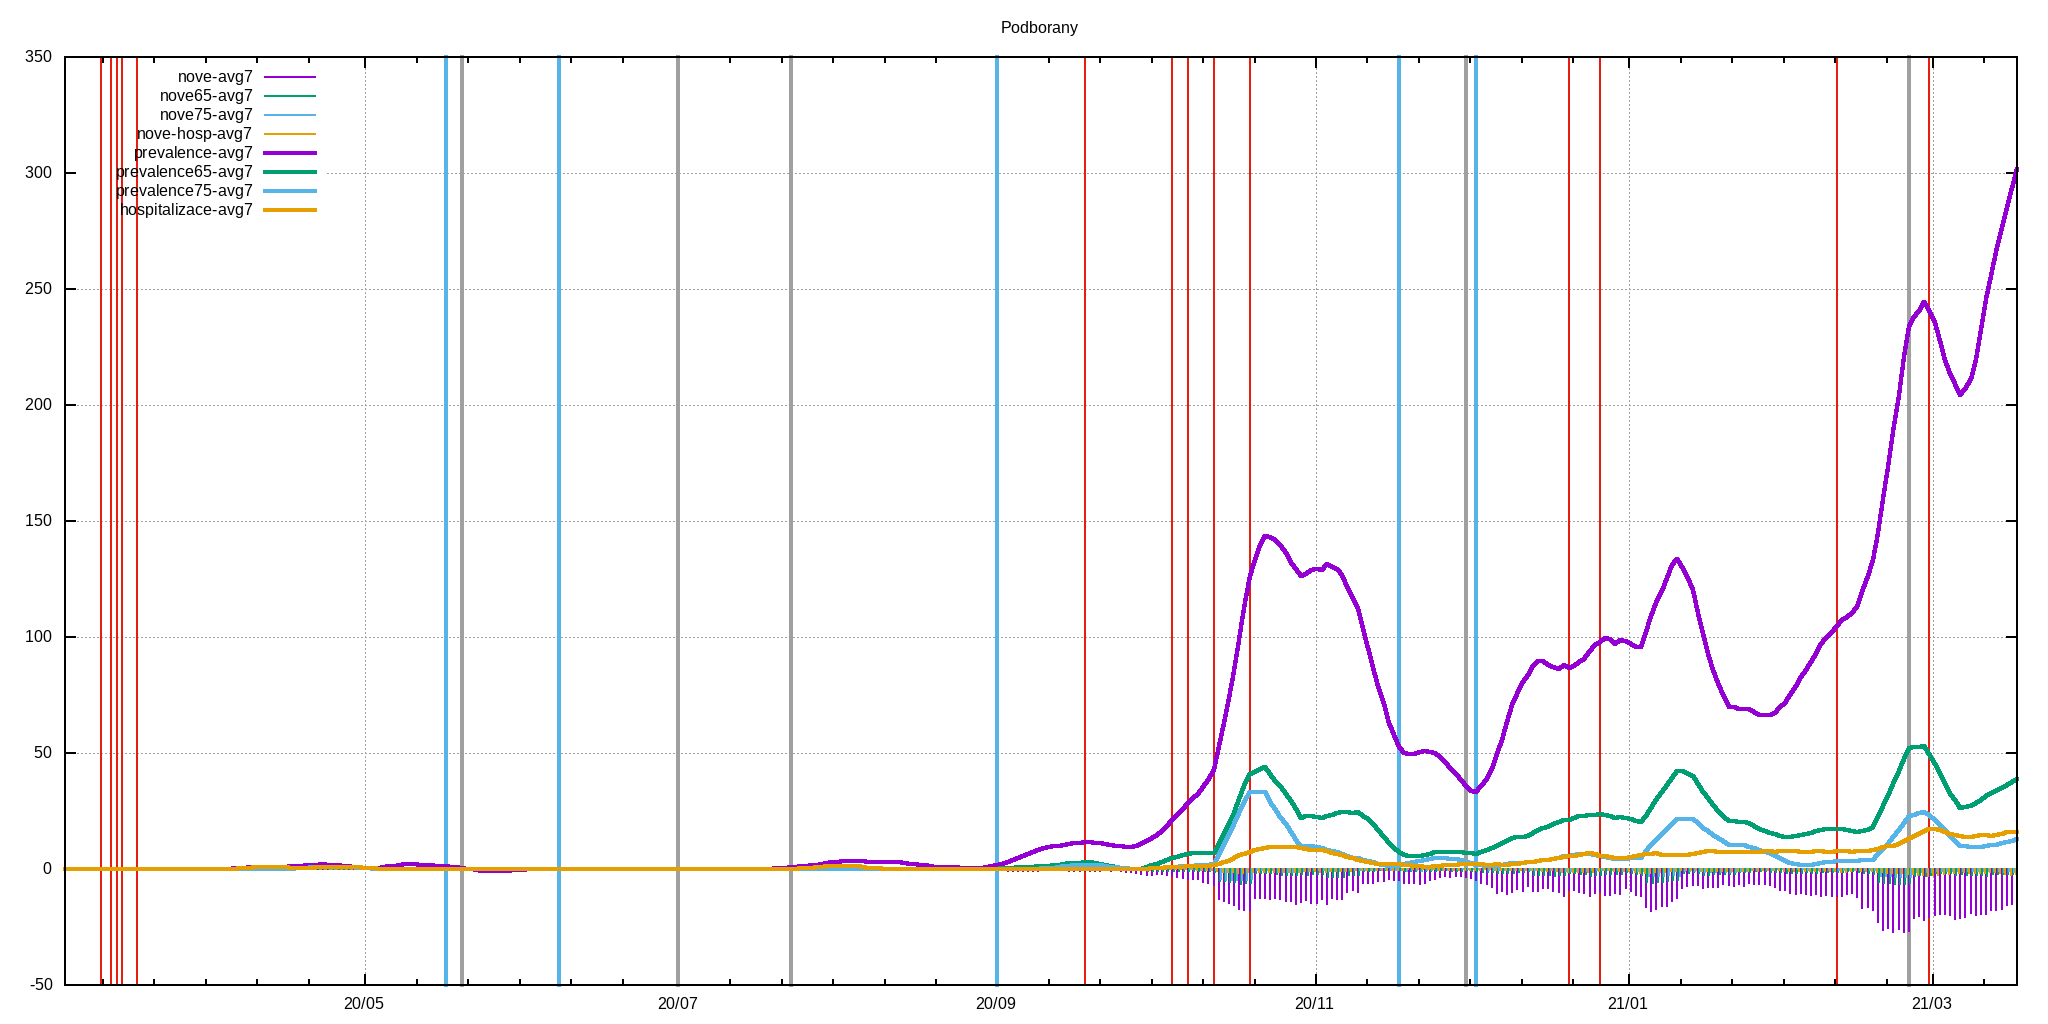 Podborany
350
300
250
200
150
100
50
0
-50
nove-avg7
nove65-avg7
nove75-avg7
nove-hosp-avg7
prevalence-avg7
prevalence65-avg7
prevalence75-avg7
hospitalizace-avg7
20/05 20/07 20/09 20/11 21/01 21/03